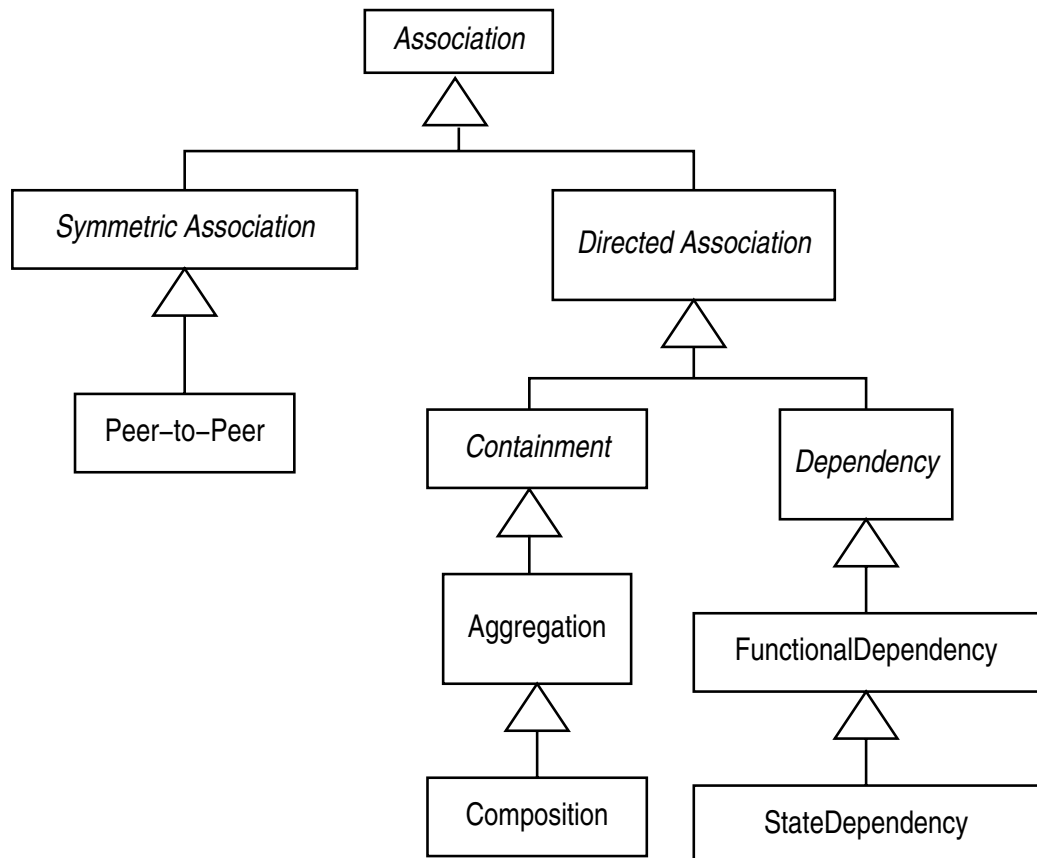 Association
Symmetric Association
Directed Association
Peer−to−Peer
Containment
Dependency
Aggregation
FunctionalDependency
Composition
StateDependency